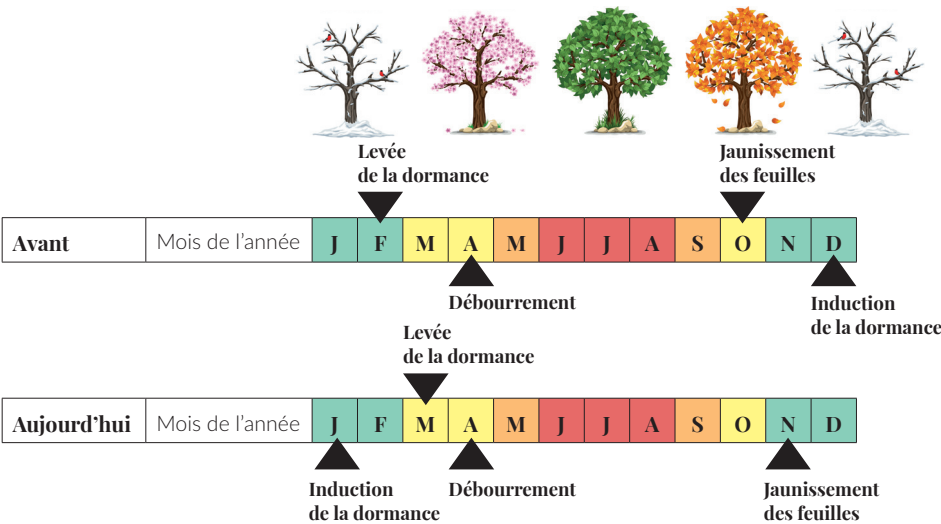 Levée
de la dormance
Jaunissement
des feuilles
Avant Mois de l'année J F M A M J J A S O N D
Débourrement
Induction
de la dormance
Levée
de la dormance
Aujourd'hui Mois de l'année J F M A M J J A S O N D
Induction
de la dormance
Débourrement
Jaunissement
des feuilles